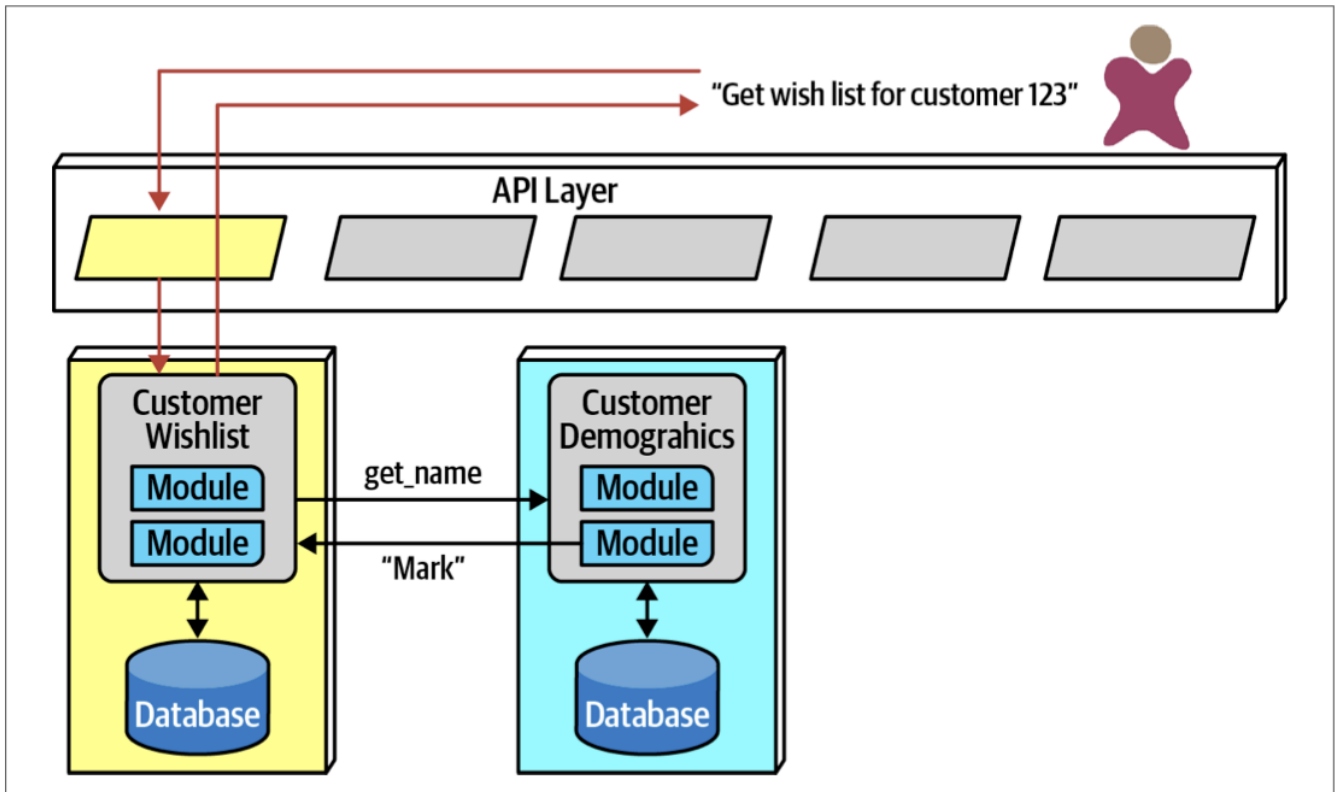 “Get wish list for customer 123”
API Layer
Customer
Wishlist
Module
Module
Database
get_name
“Mark”
Customer
Demograhics
Module
Module
Database